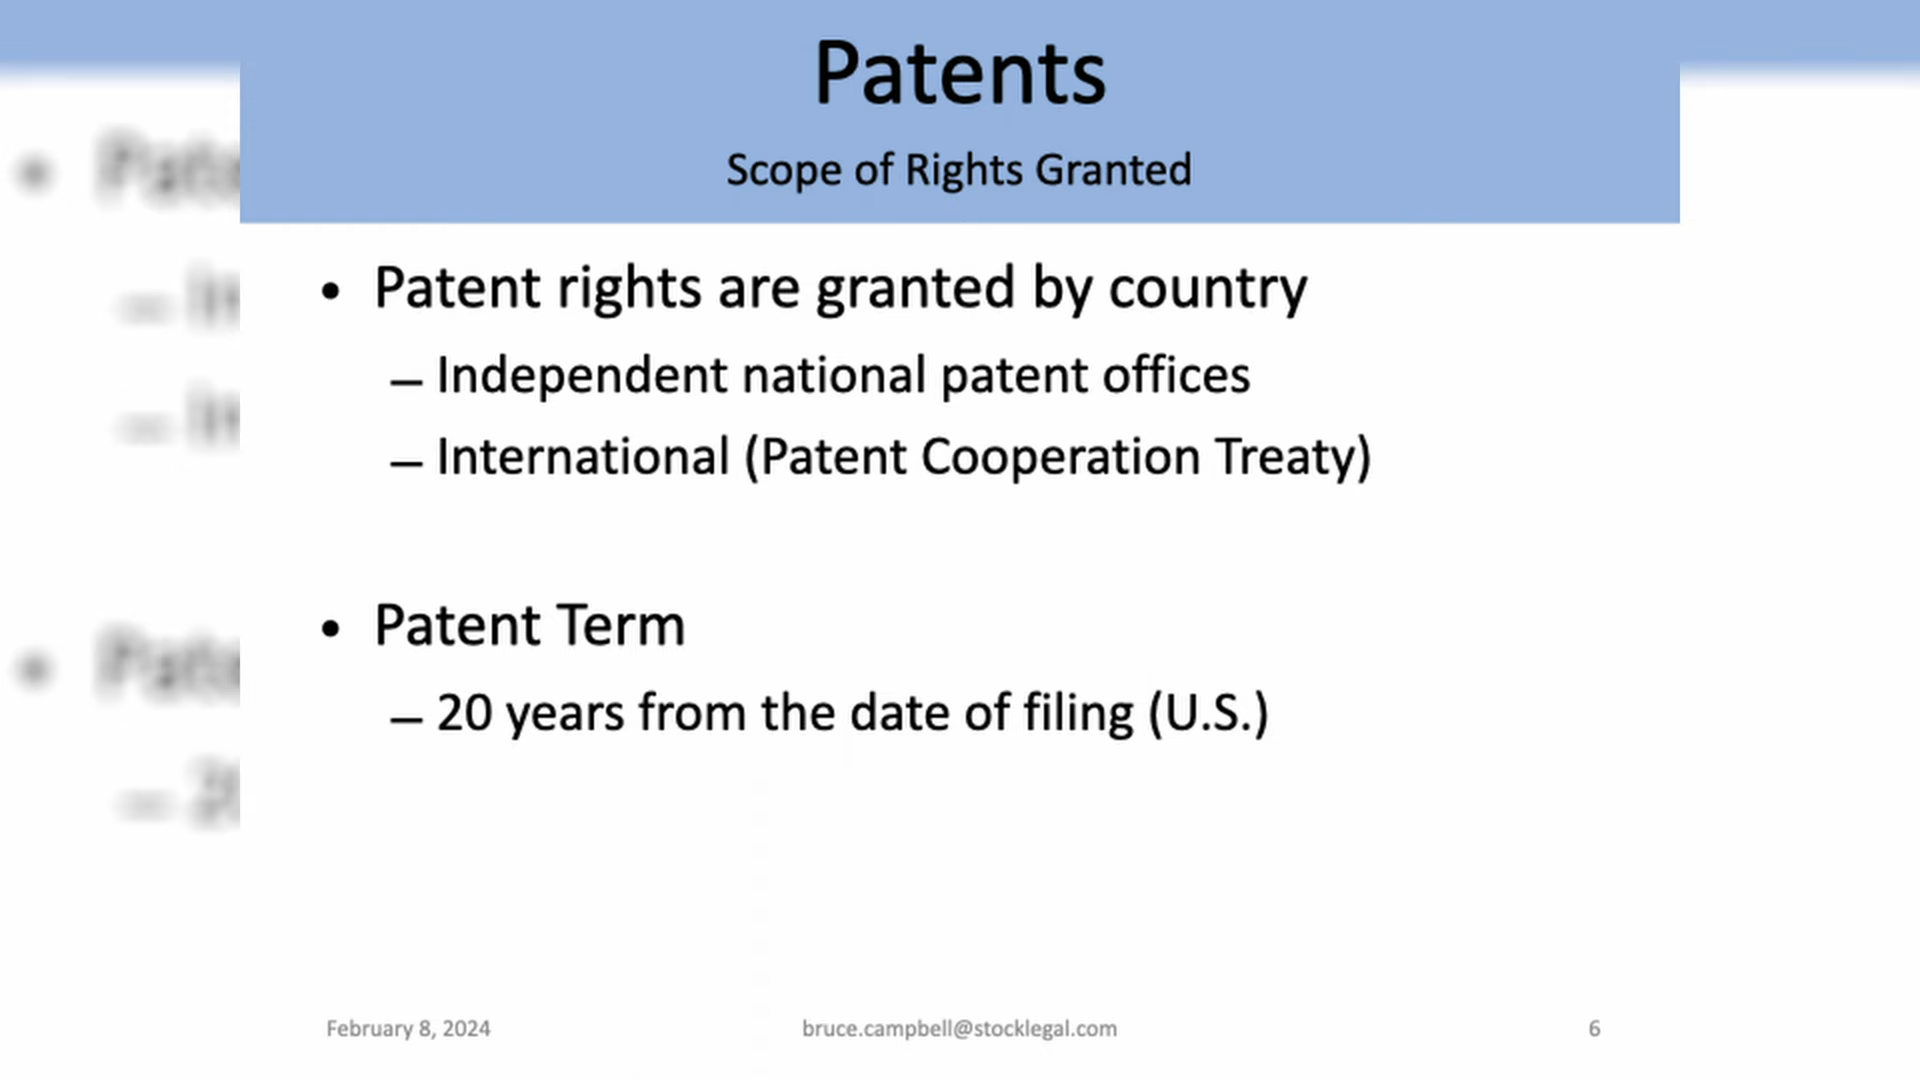 Patents
Scope of Rights Granted
• Patent rights are granted by country
– Independent national patent offices
– International (Patent Cooperation Treaty)
• Patent Term
– 20 years from the date of filing (U.S.)
February 8, 2024
bruce.campbell@stocklegal.com
6